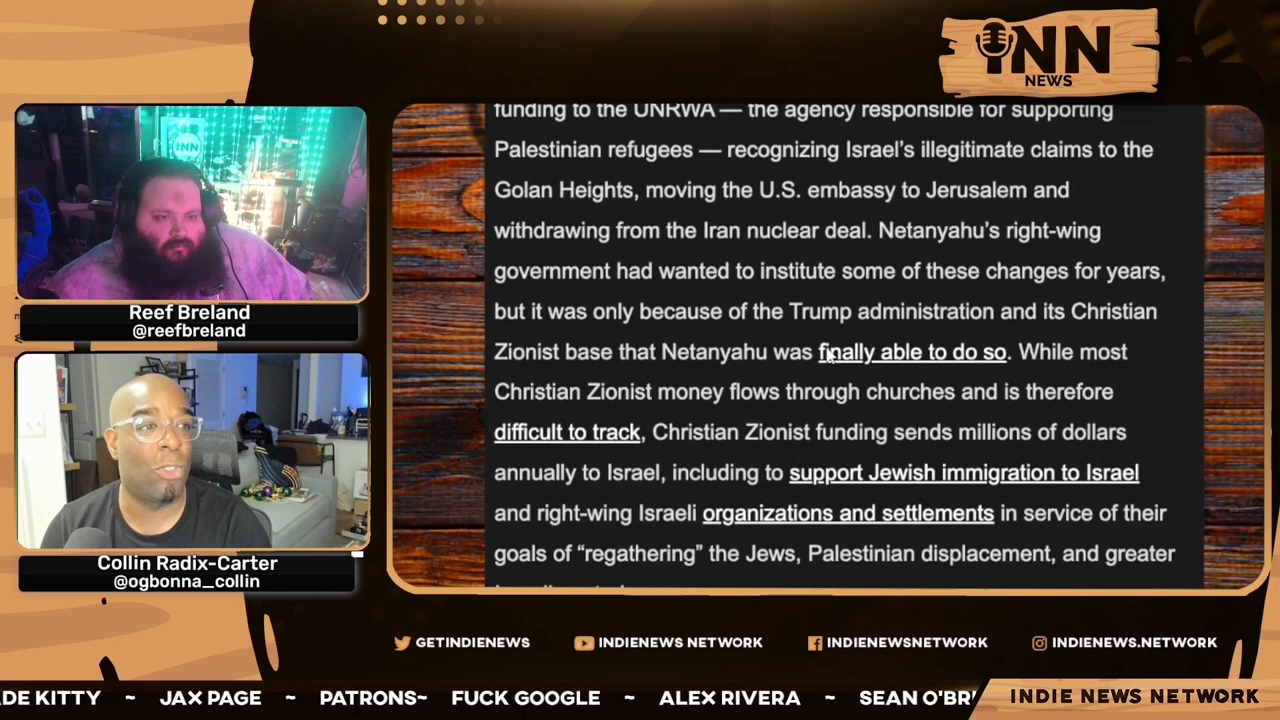 INN
NEWS
INN
Reef Breland
@reefbreland
Collin Radix-Carter
@ogbonna_collin
funding to the UNRWA — the agency responsible for supporting
Palestinian refugees — recognizing Israel’s illegitimate claims to the
Golan Heights, moving the U.S. embassy to Jerusalem and
withdrawing from the Iran nuclear deal. Netanyahu’s right-wing
government had wanted to institute some of these changes for years,
but it was only because of the Trump administration and its Christian
Zionist base that Netanyahu was finally able to do so. While most
Christian Zionist money flows through churches and is therefore
difficult to track, Christian Zionist funding sends millions of dollars
annually to Israel, including to support Jewish immigration to Israel
and right-wing Israeli organizations and settlements in service of their
goals of “regathering” the Jews, Palestinian displacement, and greater
GETINDIENEWS INDIENEWS NETWORK INDIENEWSNETWORK INDIENEWS.NETWORK
DE KITTY ~ JAX PAGE ~ PATRONS~ FUCK GOOGLE ~ ALEX RIVERA ~ SEAN O'BR
INDIE NEWS NETWORK